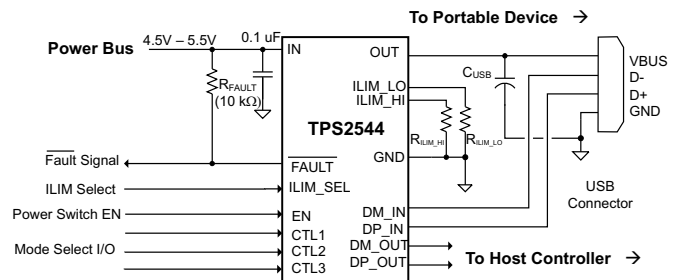 To Portable Device →
Power Bus
4.5V – 5.5V
0.1 uF
IN
OUT
VBUS
D-
D+
GND
CUSB
RFAULT
(10 kΩ)
ILIM_LO
ILIM_HI
TPS2544
RILIM_HI
RILIM_LO
Fault Signal
FAULT
GND
ILIM Select
ILIM_SEL
USB
Connector
Power Switch EN
EN
DM_IN
DP_IN
CTL1
Mode Select I/O
CTL2
DM_OUT
To Host Controller →
CTL3
DP_OUT